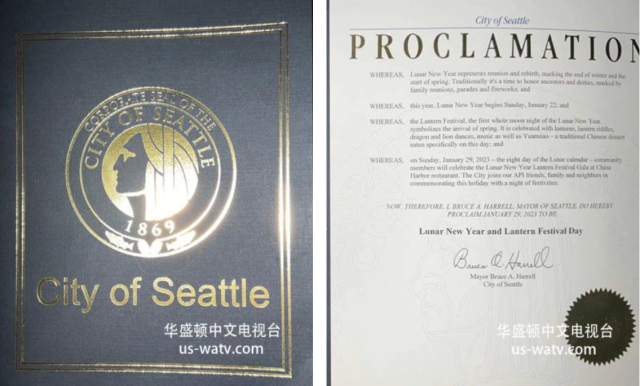 CORPORATE SEAL OF THE
CITY OF SEATTLE
1869
City of Seattle
华盛顿中文电视台
us-watv.com
City of Seattle
PROCLAMATION
WHEREAS, Lunar New Year represents reunion and rebirth, marking the end of winter and the
start of spring. Traditionally it's a time to honor ancestors and deities, marked by
family reunions, parades and fireworks; and
WHEREAS, this year, Lunar New Year begins Sunday, January 22; and
WHEREAS, the Lantern Festival, the first whole moon night of the Lunar New Year,
symbolizes the arrival of spring. It is celebrated with lanterns, lantern riddles,
dragon and lion dances, music as well as Yuanxiao – a traditional Chinese dessert
eaten specifically on this day; and
WHEREAS, on Sunday, January 29, 2023 – the eight day of the Lunar calendar – community
members will celebrate the Lunar New Year Lantern Festival Gala at China
Harbor restaurant. The City joins our API friends, family and neighbors in
commemorating this holiday with a night of festivities.
NOW, THEREFORE, I, BRUCE A. HARRELL, MAYOR OF SEATTLE, DO HEREBY
PROCLAIM JANUARY 29, 2023 TO BE
Lunar New Year and Lantern Festival Day
Bruce A. Harrell
Mayor Bruce A. Harrell
City of Seattle
华盛顿中文电视台
us-watv.com